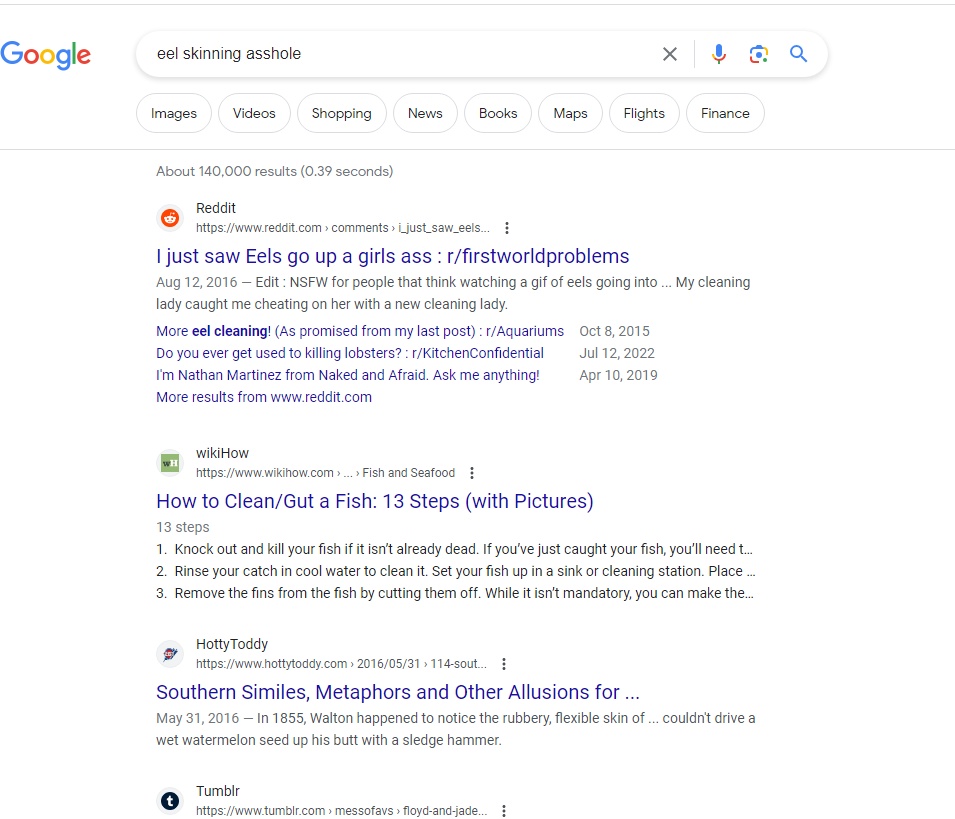 Google
eel skinning asshole
Images Videos Shopping News Books Maps Flights Finance
About 140,000 results (0.39 seconds)
Reddit
https://www.reddit.com › comments › i_just_saw_eels...
I just saw Eels go up a girls ass : r/firstworldproblems
Aug 12, 2016 — Edit : NSFW for people that think watching a gif of eels going into ... My cleaning
lady caught me cheating on her with a new cleaning lady.
More eel cleaning! (As promised from my last post) : r/Aquariums Oct 8, 2015
Do you ever get used to killing lobsters? : r/KitchenConfidential Jul 12, 2022
I'm Nathan Martinez from Naked and Afraid. Ask me anything! Apr 10, 2019
More results from www.reddit.com
wH
wikiHow
https://www.wikihow.com › ... › Fish and Seafood
How to Clean/Gut a Fish: 13 Steps (with Pictures)
13 steps
1. Knock out and kill your fish if it isn’t already dead. If you’ve just caught your fish, you’ll need t...
2. Rinse your catch in cool water to clean it. Set your fish up in a sink or cleaning station. Place ...
3. Remove the fins from the fish by cutting them off. While it isn’t mandatory, you can make the...
HottyToddy
https://www.hottytoddy.com › 2016/05/31 › 114-sout...
Southern Similes, Metaphors and Other Allusions for ...
May 31, 2016 — In 1855, Walton happened to notice the rubbery, flexible skin of ... couldn't drive a
wet watermelon seed up his butt with a sledge hammer.
t
Tumblr
https://www.tumblr.com › messofavs › floyd-and-jade...